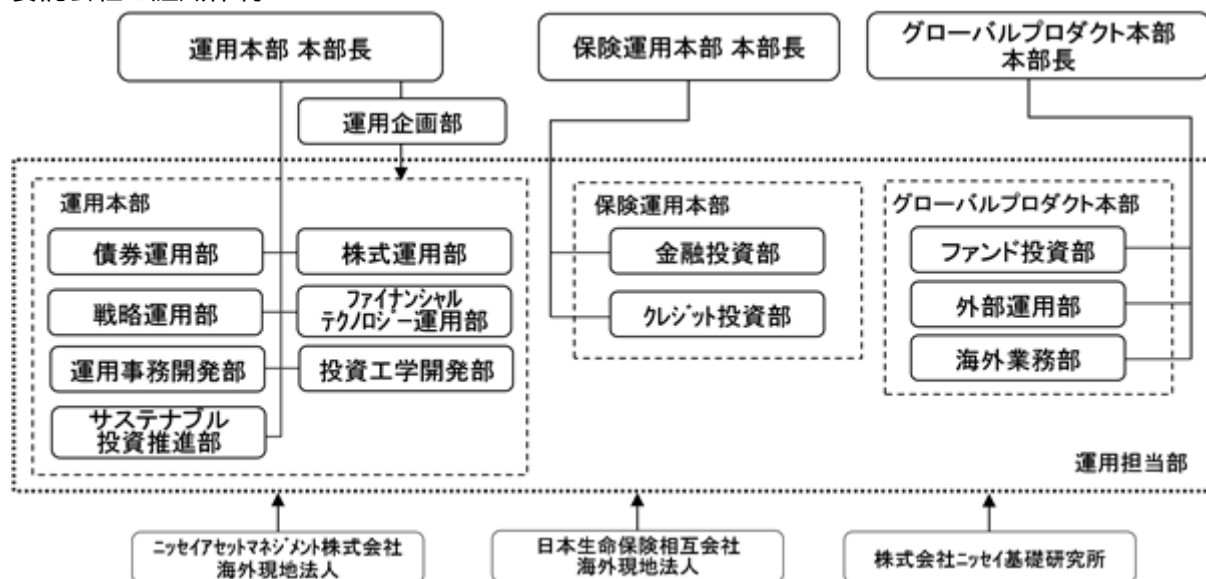 運用本部 本部長
保険運用本部 本部長
グローバルプロダクト本部
本部長
運用企画部
運用本部
債券運用部
株式運用部
戦略運用部
ファイナンシャル
テクノロジー運用部
運用事務開発部
投資工学開発部
サステナブル
投資推進部
保険運用本部
金融投資部
クレジット投資部
グローバルプロダクト本部
ファンド投資部
外部運用部
海外業務部
運用担当部
ニッセイアセットマネジメント株式会社
海外現地法人
日本生命保険相互会社
海外現地法人
株式会社ニッセイ基礎研究所